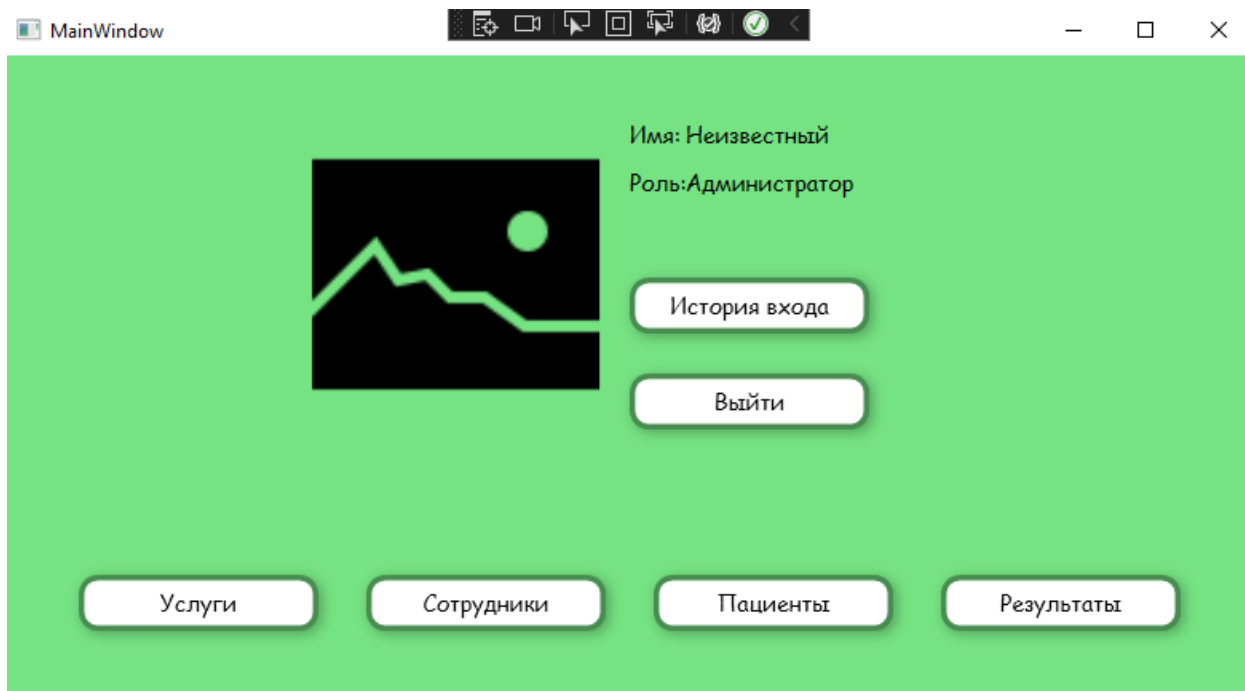 MainWindow
Имя: Неизвестный
Роль:Администратор
История входа
Выйти
Услуги
Сотрудники
Пациенты
Результаты